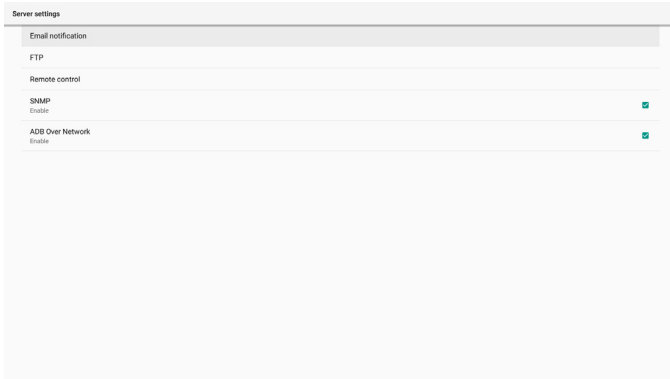 Server settings
Email notification
FTP
Remote control
SNMP
Enable
ADB Over Network
Enable